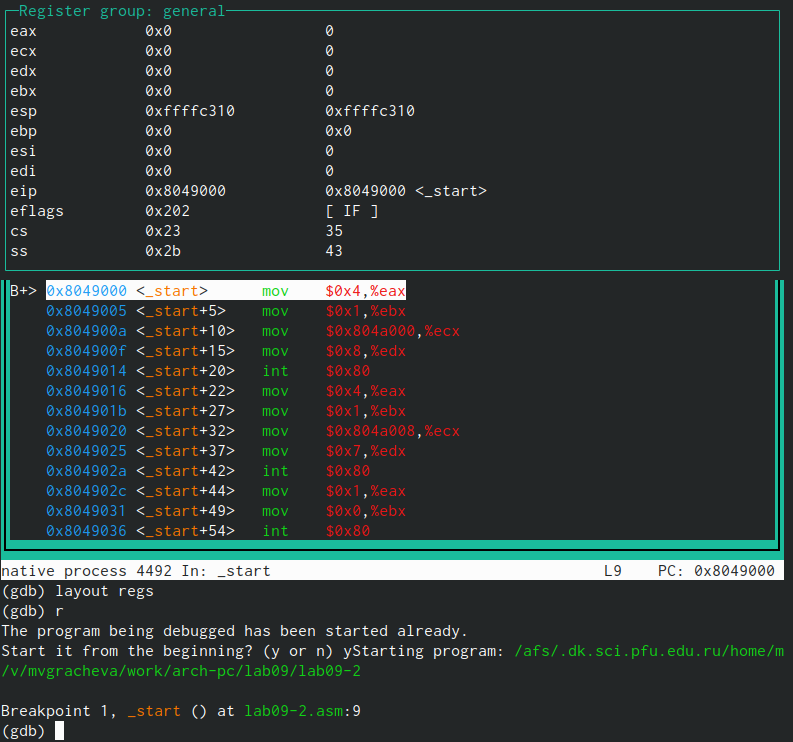 Register group: general
eax 0x0 0
ecx 0x0 0
edx 0x0 0
ebx 0x0 0
esp 0xffffc310 0xffffc310
ebp 0x0 0x0
esi 0x0 0
edi 0x0 0
eip 0x8049000 0x8049000 <_start>
eflags 0x202 [ IF ]
cs 0x23 35
ss 0x2b 43
B+> 0x8049000 <_start> mov $0x4,%eax
0x8049005 <_start+5> mov $0x1,%ebx
0x804900a <_start+10> mov $0x804a000,%ecx
0x804900f <_start+15> mov $0x8,%edx
0x8049014 <_start+20> int $0x80
0x8049016 <_start+22> mov $0x4,%eax
0x804901b <_start+27> mov $0x1,%ebx
0x8049020 <_start+32> mov $0x804a008,%ecx
0x8049025 <_start+37> mov $0x7,%edx
0x804902a <_start+42> int $0x80
0x804902c <_start+44> mov $0x1,%eax
0x8049031 <_start+49> mov $0x0,%ebx
0x8049036 <_start+54> int $0x80
native process 4492 In: _start L9 PC: 0x8049000
(gdb) layout regs
(gdb) r
The program being debugged has been started already.
Start it from the beginning? (y or n) yStarting program: /afs/.dk.sci.pfu.edu.ru/home/m
/v/mvgracheva/work/arch-pc/lab09/lab09-2
Breakpoint 1, _start () at lab09-2.asm:9
(gdb)